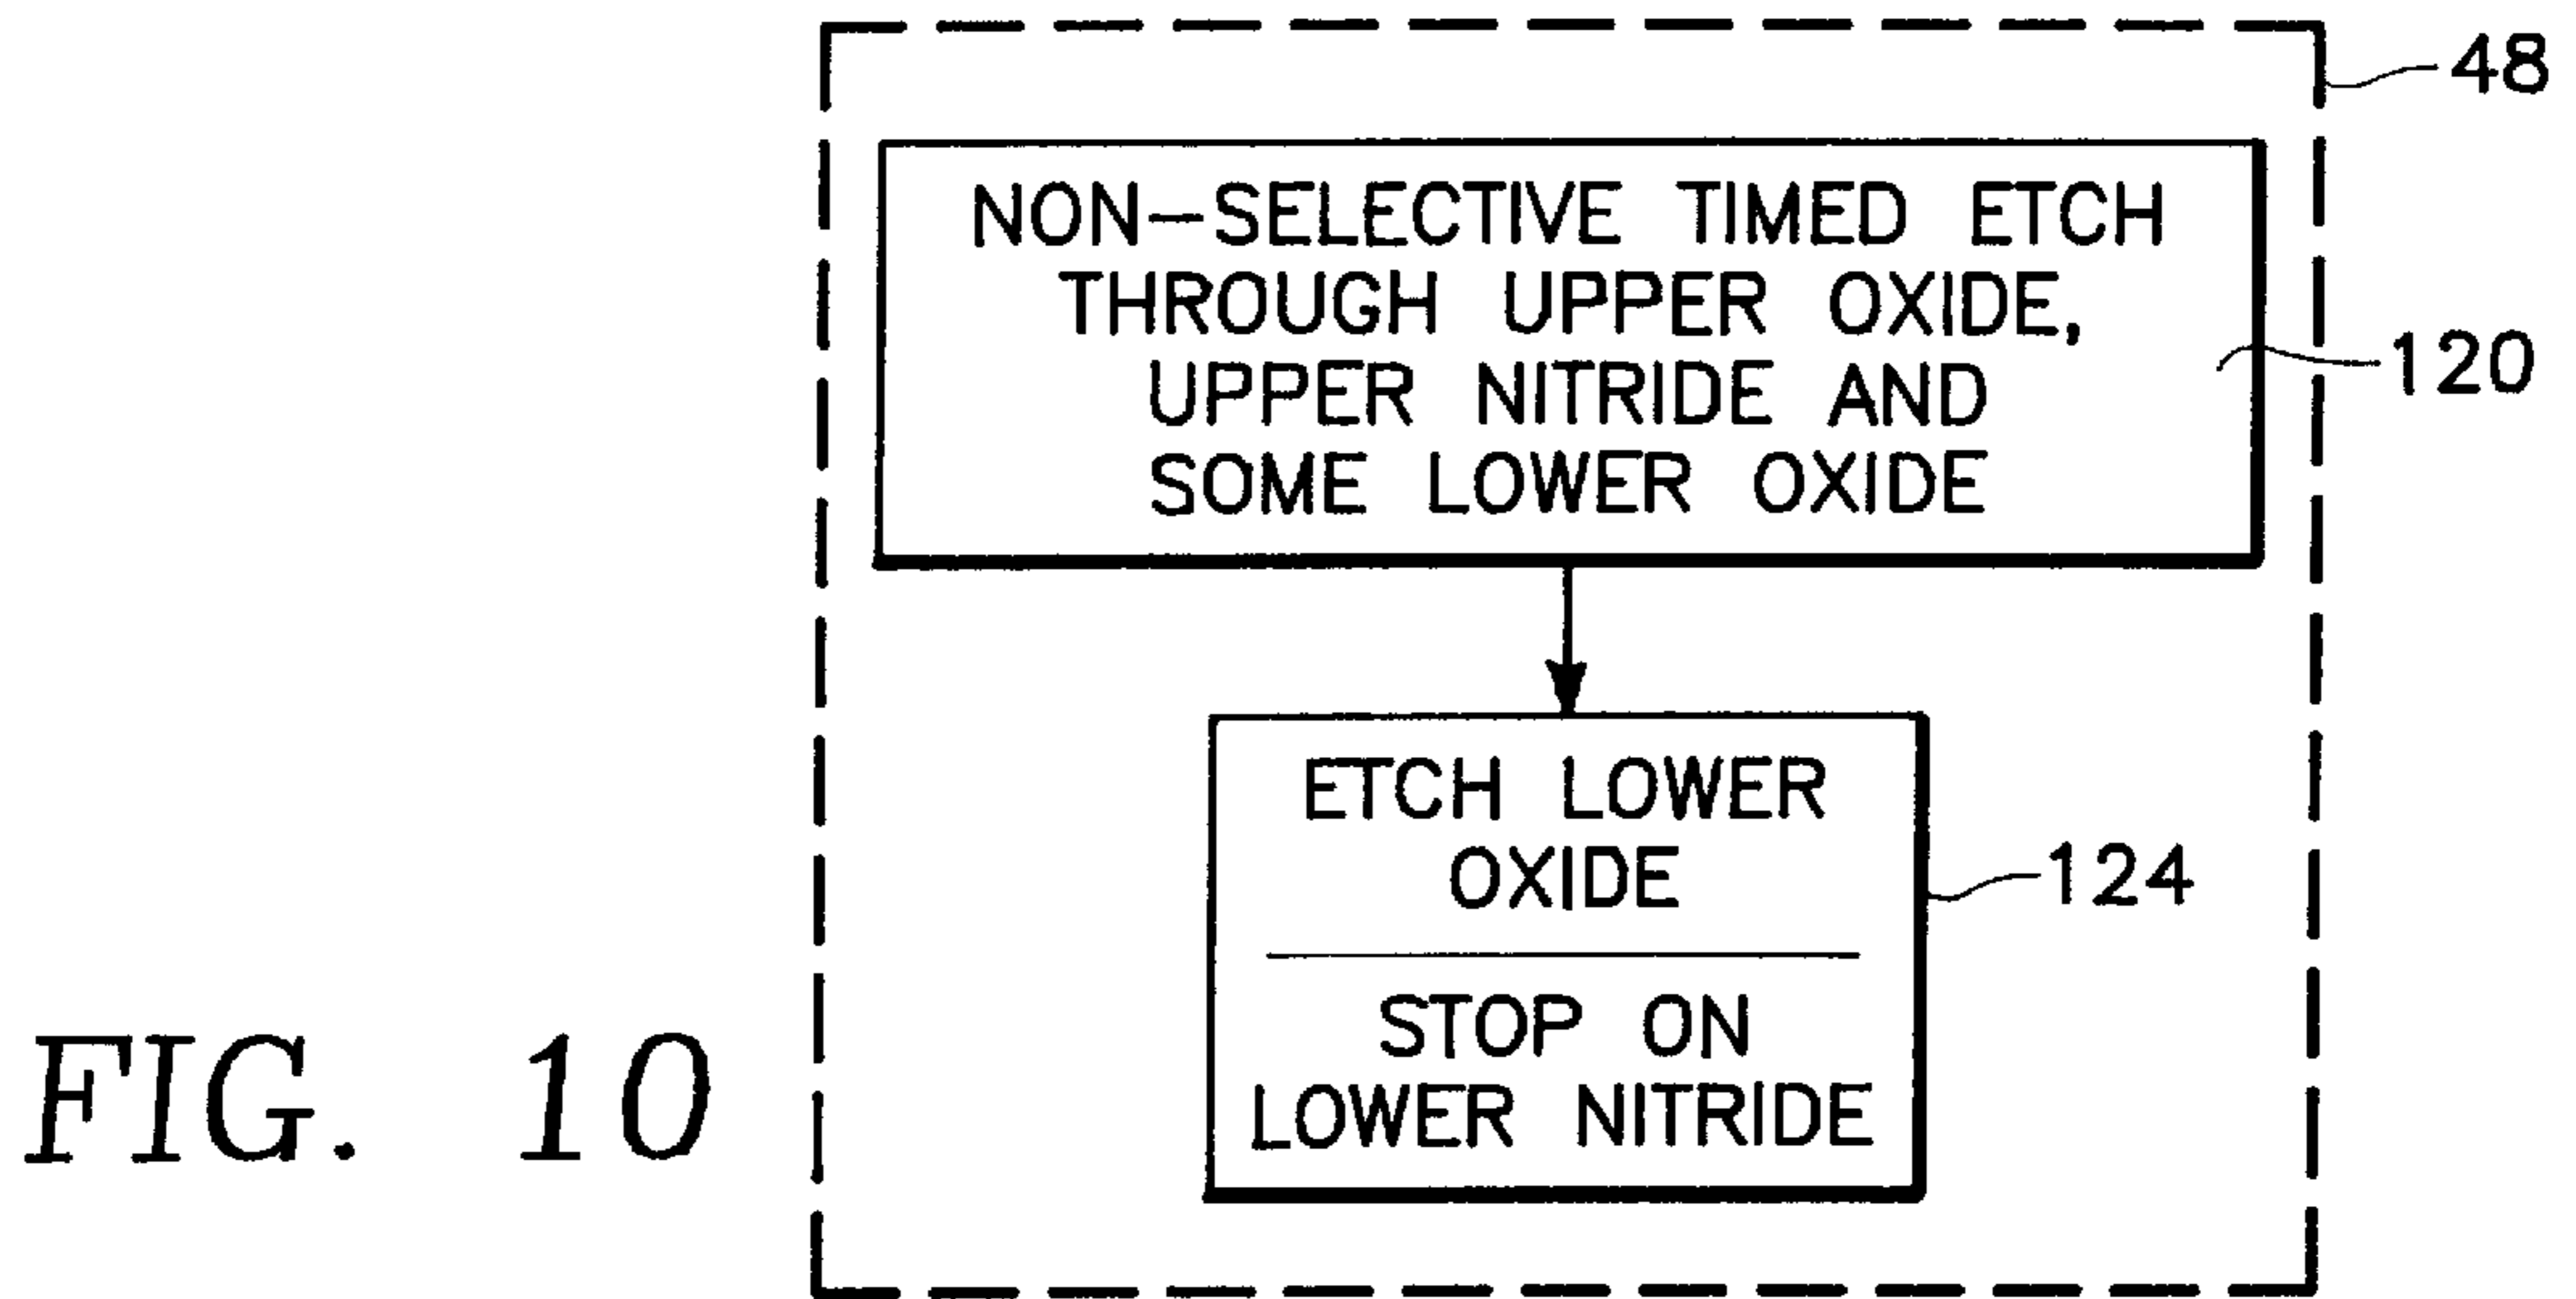 48
NON-SELECTIVE TIMED ETCH
THROUGH UPPER OXIDE,
UPPER NITRIDE AND
SOME LOWER OXIDE
120
ETCH LOWER
OXIDE
124
STOP ON
LOWER NITRIDE
FIG. 10